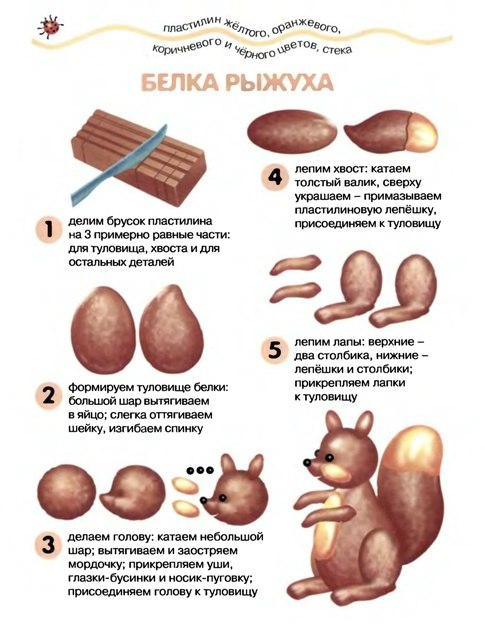 пластилин жёлтого, оранжевого,
коричневого и чёрного цветов, стека
БЕЛКА РЫЖУХА
1
делим брусок пластилина
на 3 примерно равные части:
для туловища, хвоста и для
остальных деталей
2
формируем туловище белки:
большой шар вытягиваем
в яйцо; слегка оттягиваем
шейку, изгибаем спинку
3
делаем голову: катаем небольшой
шар; вытягиваем и заостряем
мордочку; прикрепляем уши,
глазки-бусинки и носик-пуговку;
присоединяем голову к туловищу
4
лепим хвост: катаем
толстый валик, сверху
украшаем – примазываем
пластилиновую лепёшку,
присоединяем к туловищу
5
лепим лапы: верхние –
два столбика, нижние –
лепёшки и столбики;
прикрепляем лапки
к туловищу